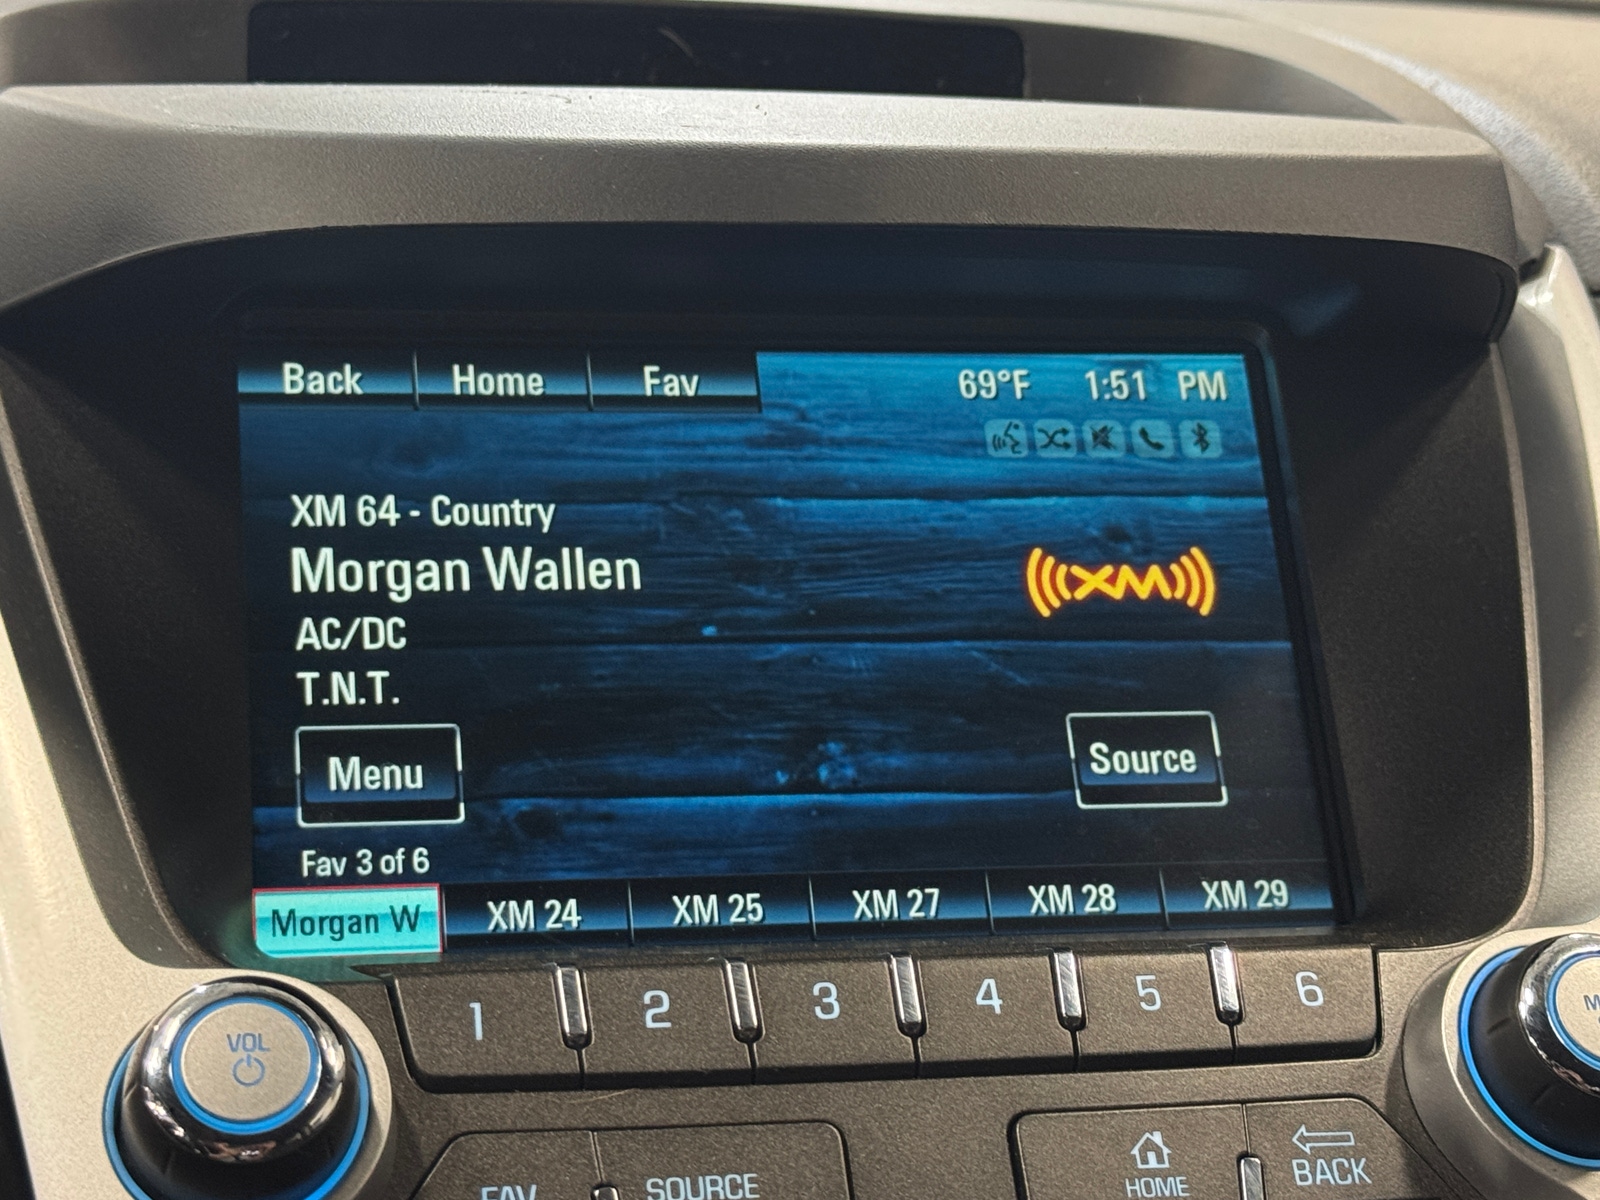 Back Home Fav 69°F 1:51 PM
XM 64 - Country
Morgan Wallen
((( XM )))
AC/DC
T.N.T.
Menu Source
Fav 3 of 6
Morgan W XM 24 XM 25 XM 27 XM 28 XM 29
1 2 3 4 5 6
VOL
FAV SOURCE HOME BACK